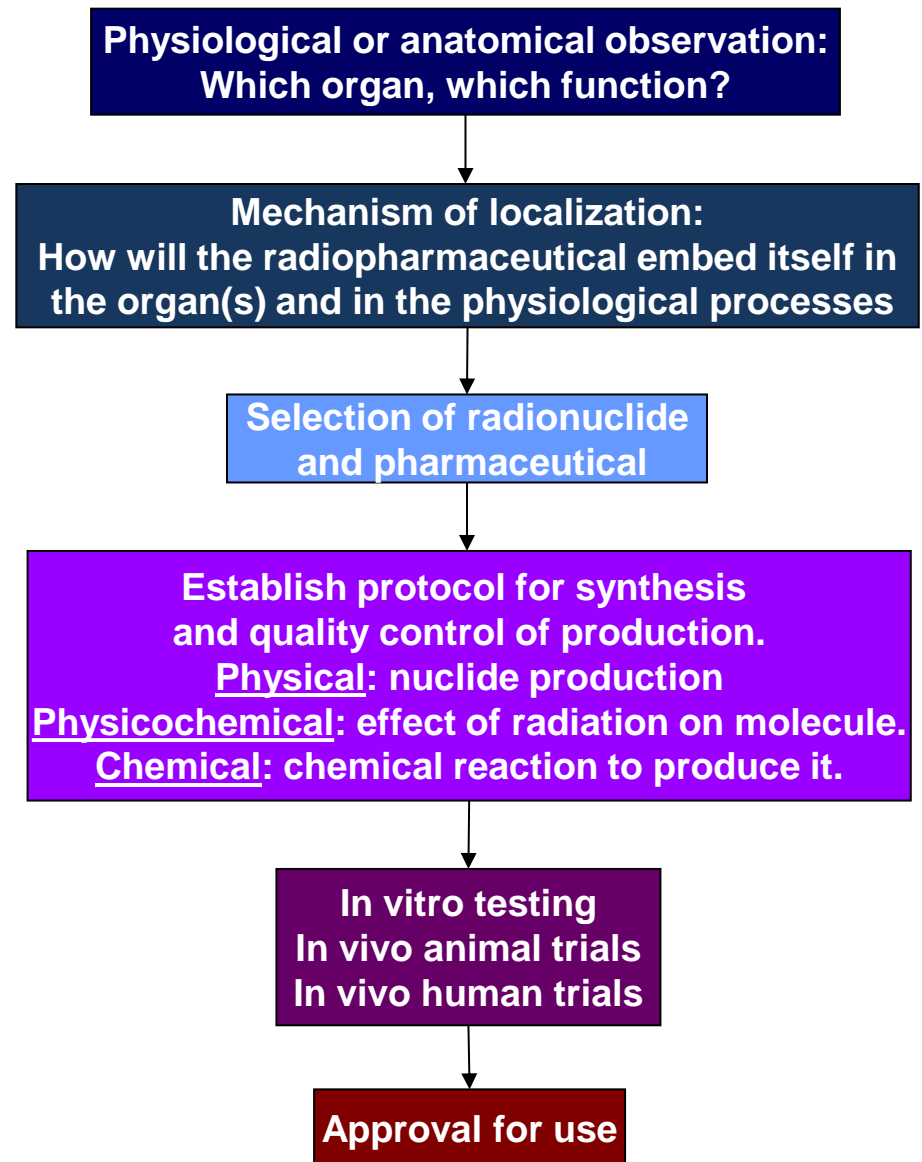 Physiological or anatomical observation:
Which organ, which function?
Mechanism of localization:
How will the radiopharmaceutical embed itself in
the organ(s) and in the physiological processes
Selection of radionuclide
and pharmaceutical
Establish protocol for synthesis
and quality control of production.
Physical: nuclide production
Physicochemical: effect of radiation on molecule.
Chemical: chemical reaction to produce it.
In vitro testing
In vivo animal trials
In vivo human trials
Approval for use